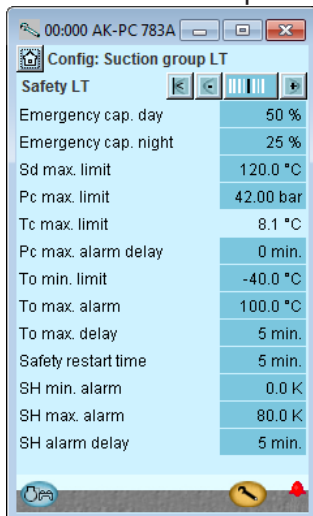 00:000 AK-PC 783A
Config: Suction group LT
Safety LT
Emergency cap. day 50 %
Emergency cap. night 25 %
Sd max. limit 120.0 °C
Pc max. limit 42.00 bar
Tc max. limit 8.1 °C
Pc max. alarm delay 0 min.
To min. limit -40.0 °C
To max. alarm 100.0 °C
To max. delay 5 min.
Safety restart time 5 min.
SH min. alarm 0.0 K
SH max. alarm 80.0 K
SH alarm delay 5 min.